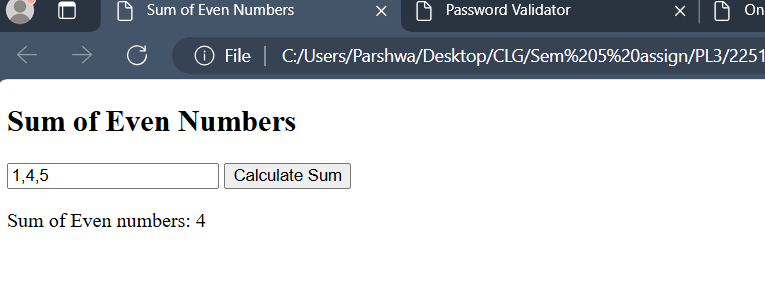 Sum of Even Numbers
Password Validator
On
File
C:/Users/Parshwa/Desktop/CLG/Sem%205%20assign/PL3/2251
Sum of Even Numbers
1,4,5
Calculate Sum
Sum of Even numbers: 4